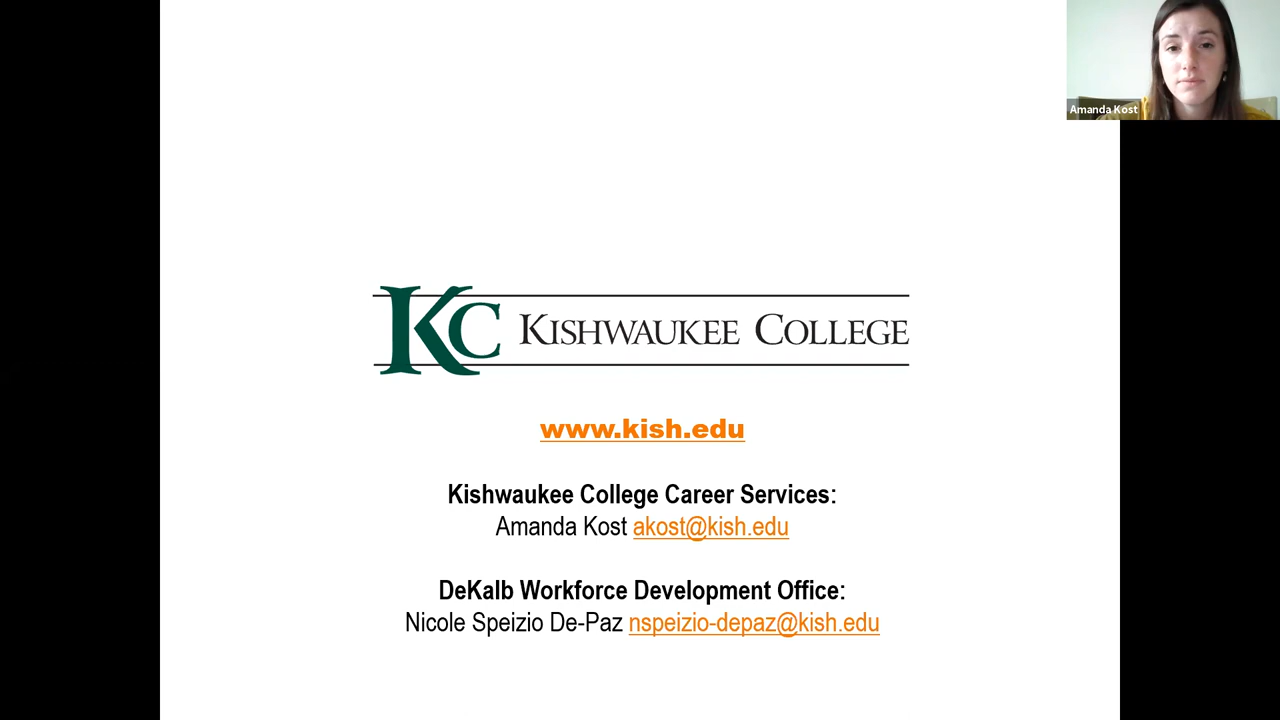 Amanda Kost
KC KISHWAUKEE COLLEGE
www.kish.edu
Kishwaukee College Career Services:
Amanda Kost akost@kish.edu
DeKalb Workforce Development Office:
Nicole Speizio De-Paz nspeizio-depaz@kish.edu